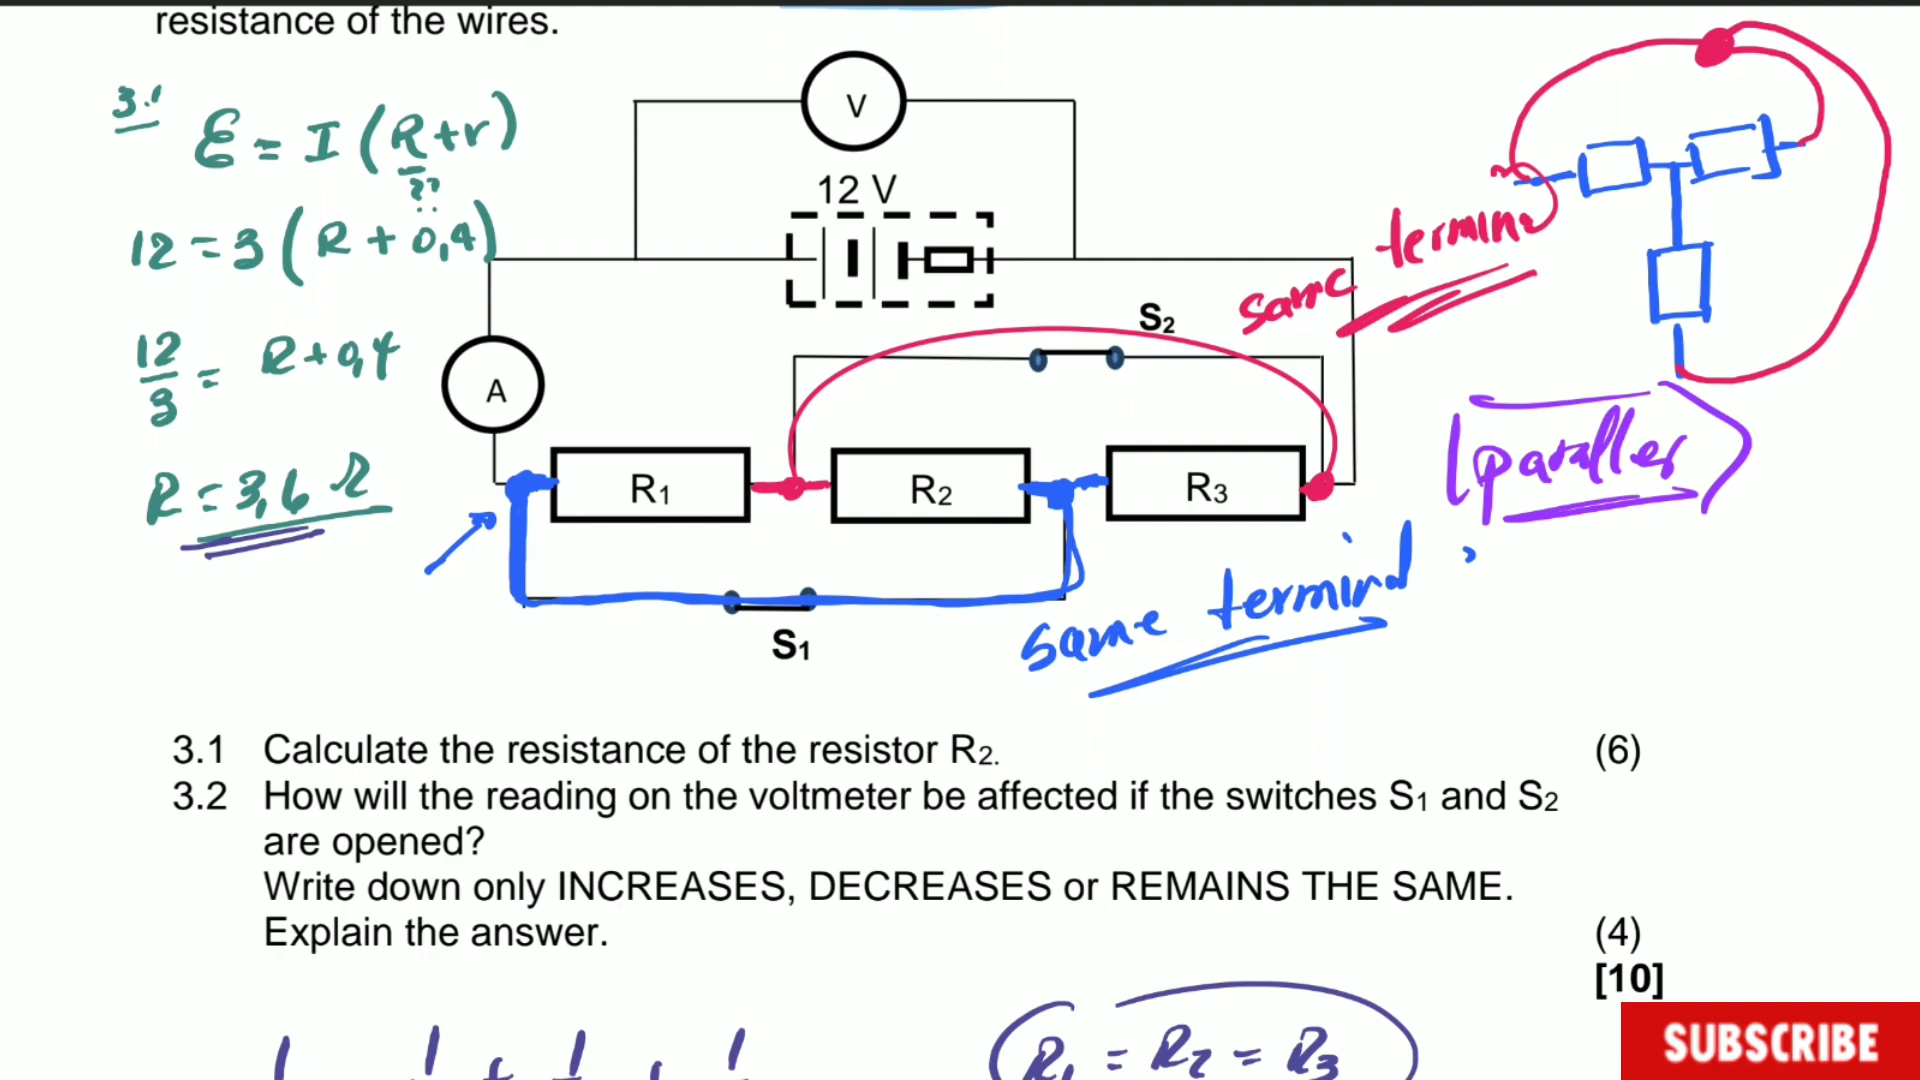 resistance of the wires.
3.1
ε = I (R+r)
??
12 = 3 (R + 0,4)
12/3 = R+0,4
R = 3,6 Ω
V
12 V
A
S2
R1
R2
R3
S1
same termina
same terminal
(parallel)
3.1 Calculate the resistance of the resistor R2. (6)
3.2 How will the reading on the voltmeter be affected if the switches S1 and S2
are opened?
Write down only INCREASES, DECREASES or REMAINS THE SAME.
Explain the answer. (4)
[10]
R1 = R2 = R3
SUBSCRIBE